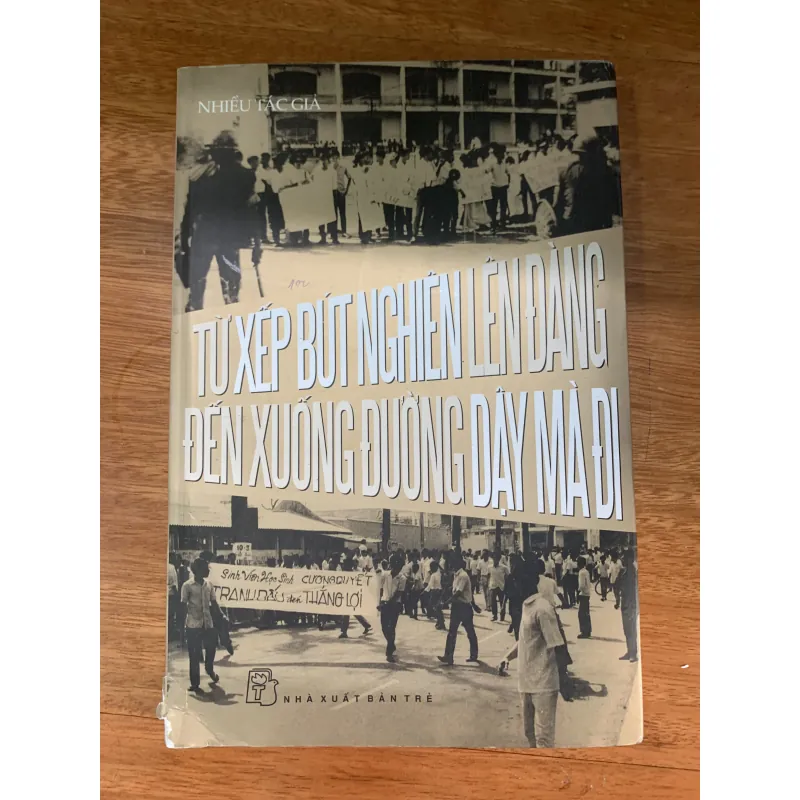 NHIỀU TÁC GIẢ
TỪ XẾP BÚT NGHIÊN LÊN ĐÀNG
ĐẾN XUỐNG ĐƯỜNG DẬY MÀ ĐI
Sinh Viên Học Sinh CƯƠNG QUYẾT
TRANH ĐẤU đến THẮNG LỢI
NHÀ XUẤT BẢN TRẺ